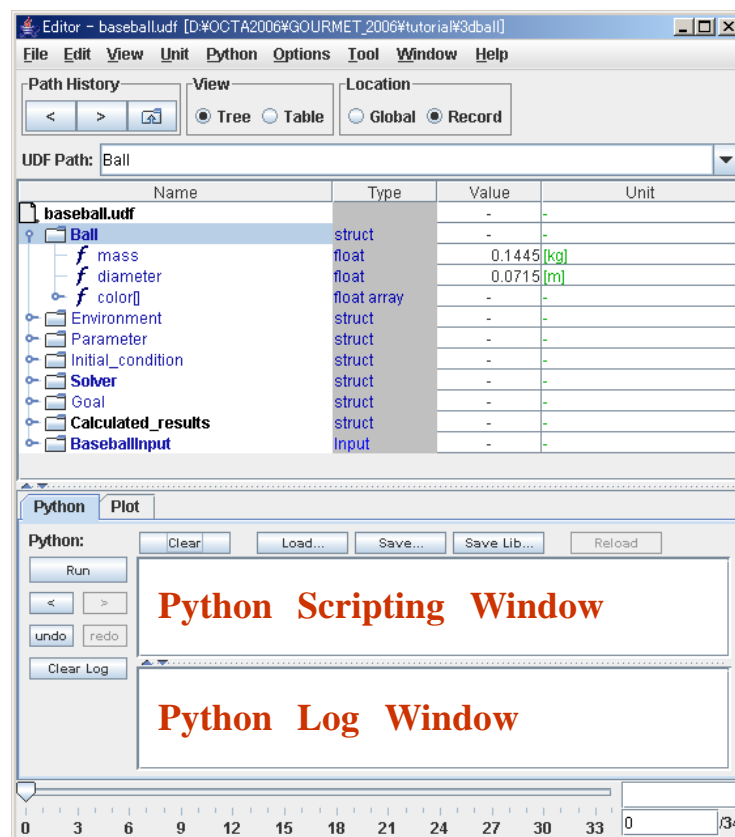 Editor - baseball.udf [D:¥OCTA2006¥GOURMET_2006¥tutorial¥3dball]
File Edit View Unit Python Options Tool Window Help
Path History View Location
< > Tree Table Global Record
UDF Path: Ball
Name Type Value Unit
baseball.udf - -
Ball struct - -
f mass float 0.1445 [kg]
f diameter float 0.0715 [m]
f color[] float array - -
Environment struct - -
Parameter struct - -
Initial_condition struct - -
Solver struct - -
Goal struct - -
Calculated_results struct - -
BaseballInput Input - -
Python Plot
Python: Clear Load... Save... Save Lib... Reload
Run
< >
undo redo
Clear Log
Python Scripting Window
Python Log Window
0 3 6 9 12 15 18 21 24 27 30 33
0 /34